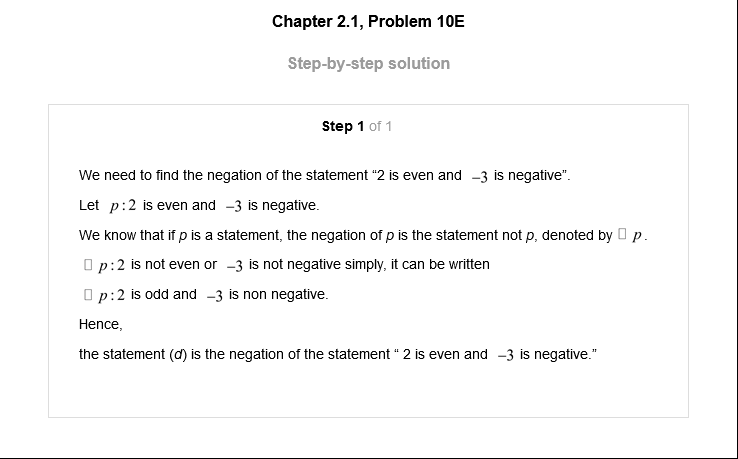 Chapter 2.1, Problem 10E
Step-by-step solution
Step 1 of 1
We need to find the negation of the statement “2 is even and −3 is negative”.
Let p:2 is even and −3 is negative.
We know that if p is a statement, the negation of p is the statement not p, denoted by □ p.
□ p:2 is not even or −3 is not negative simply, it can be written
□ p:2 is odd and −3 is non negative.
Hence,
the statement (d) is the negation of the statement “ 2 is even and −3 is negative.”